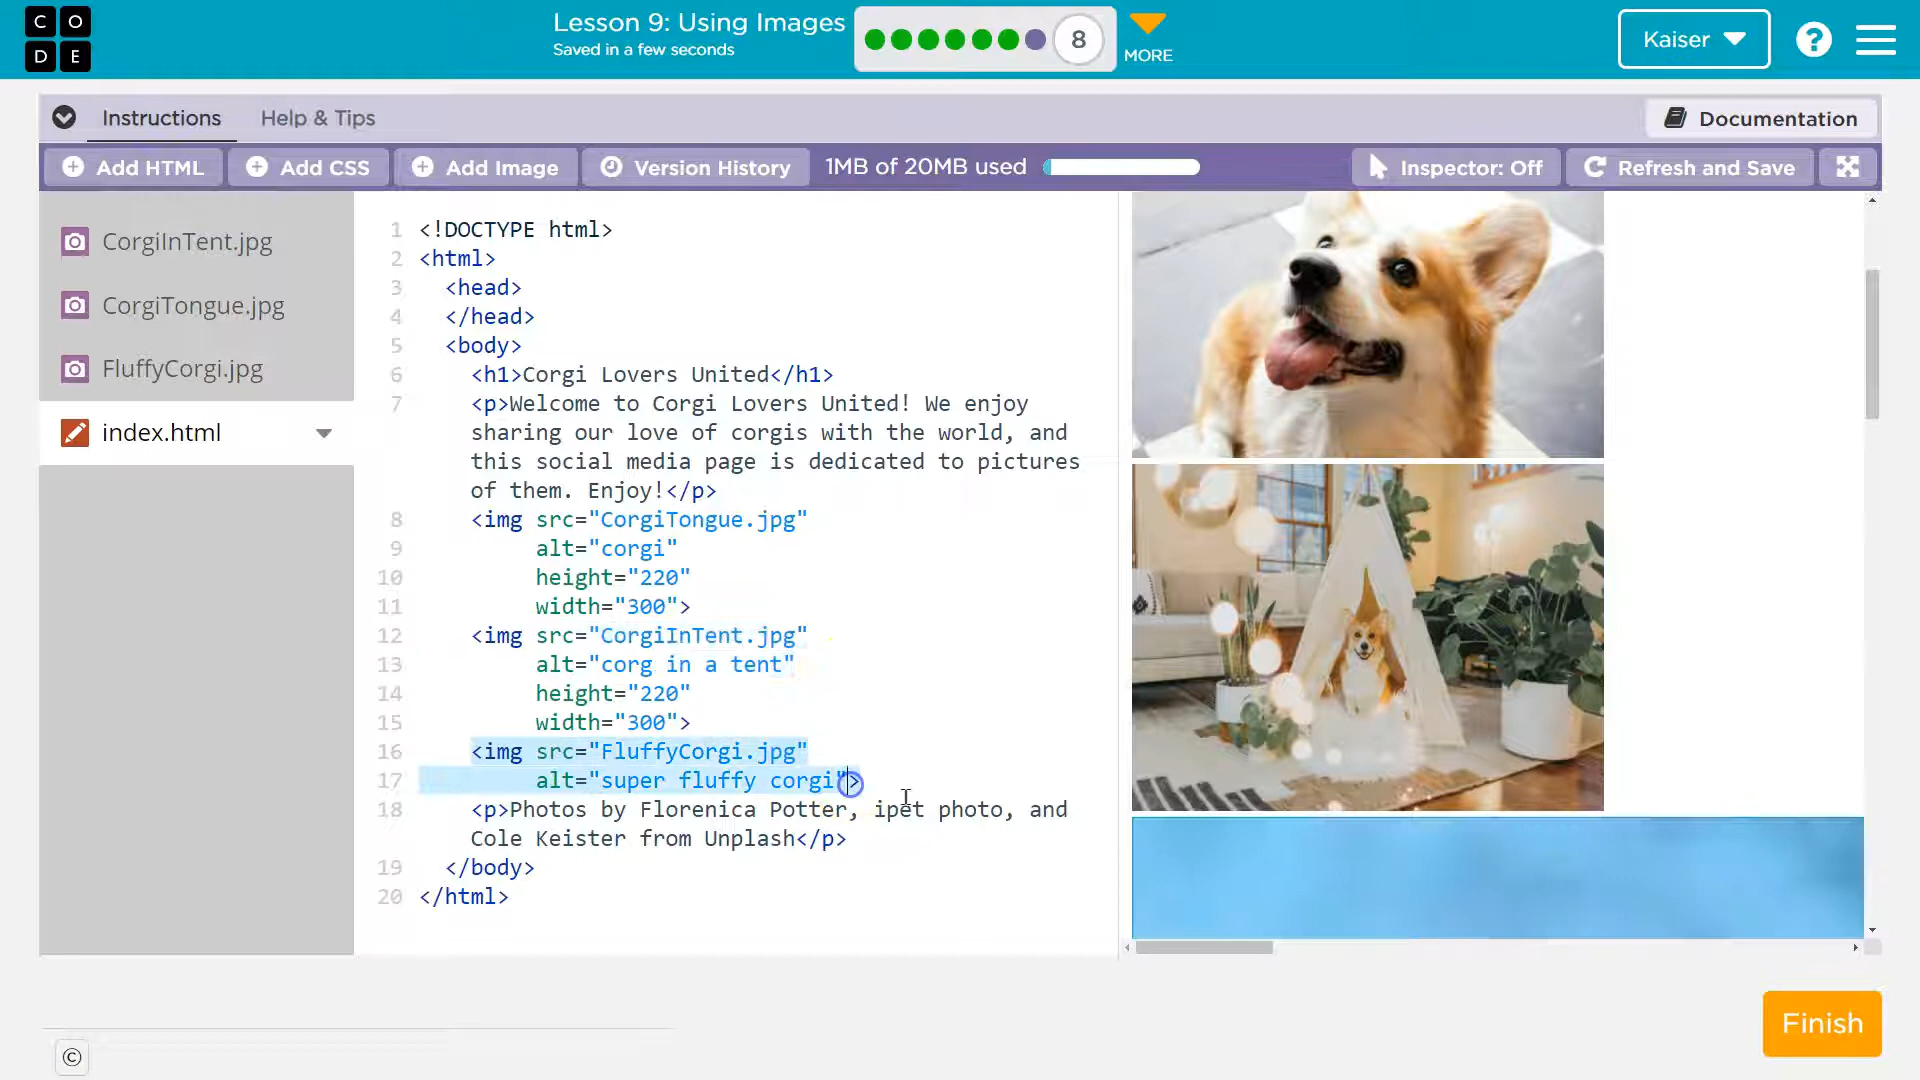 CO
DE
Lesson 9: Using Images
Saved in a few seconds
8
MORE
Kaiser
?
Instructions
Help & Tips
Documentation
Add HTML
Add CSS
Add Image
Version History
1MB of 20MB used
Inspector: Off
Refresh and Save
CorgiInTent.jpg
CorgiTongue.jpg
FluffyCorgi.jpg
index.html
1 <!DOCTYPE html>
2 <html>
3 <head>
4 </head>
5 <body>
6 <h1>Corgi Lovers United</h1>
7 <p>Welcome to Corgi Lovers United! We enjoy
sharing our love of corgis with the world, and
this social media page is dedicated to pictures
of them. Enjoy!</p>
8 <img src="CorgiTongue.jpg"
9 alt="corgi"
10 height="220"
11 width="300">
12 <img src="CorgiInTent.jpg"
13 alt="corg in a tent"
14 height="220"
15 width="300">
16 <img src="FluffyCorgi.jpg"
17 alt="super fluffy corgi">
18 <p>Photos by Florenica Potter, ipet photo, and
Cole Keister from Unplash</p>
19 </body>
20 </html>
Finish
©